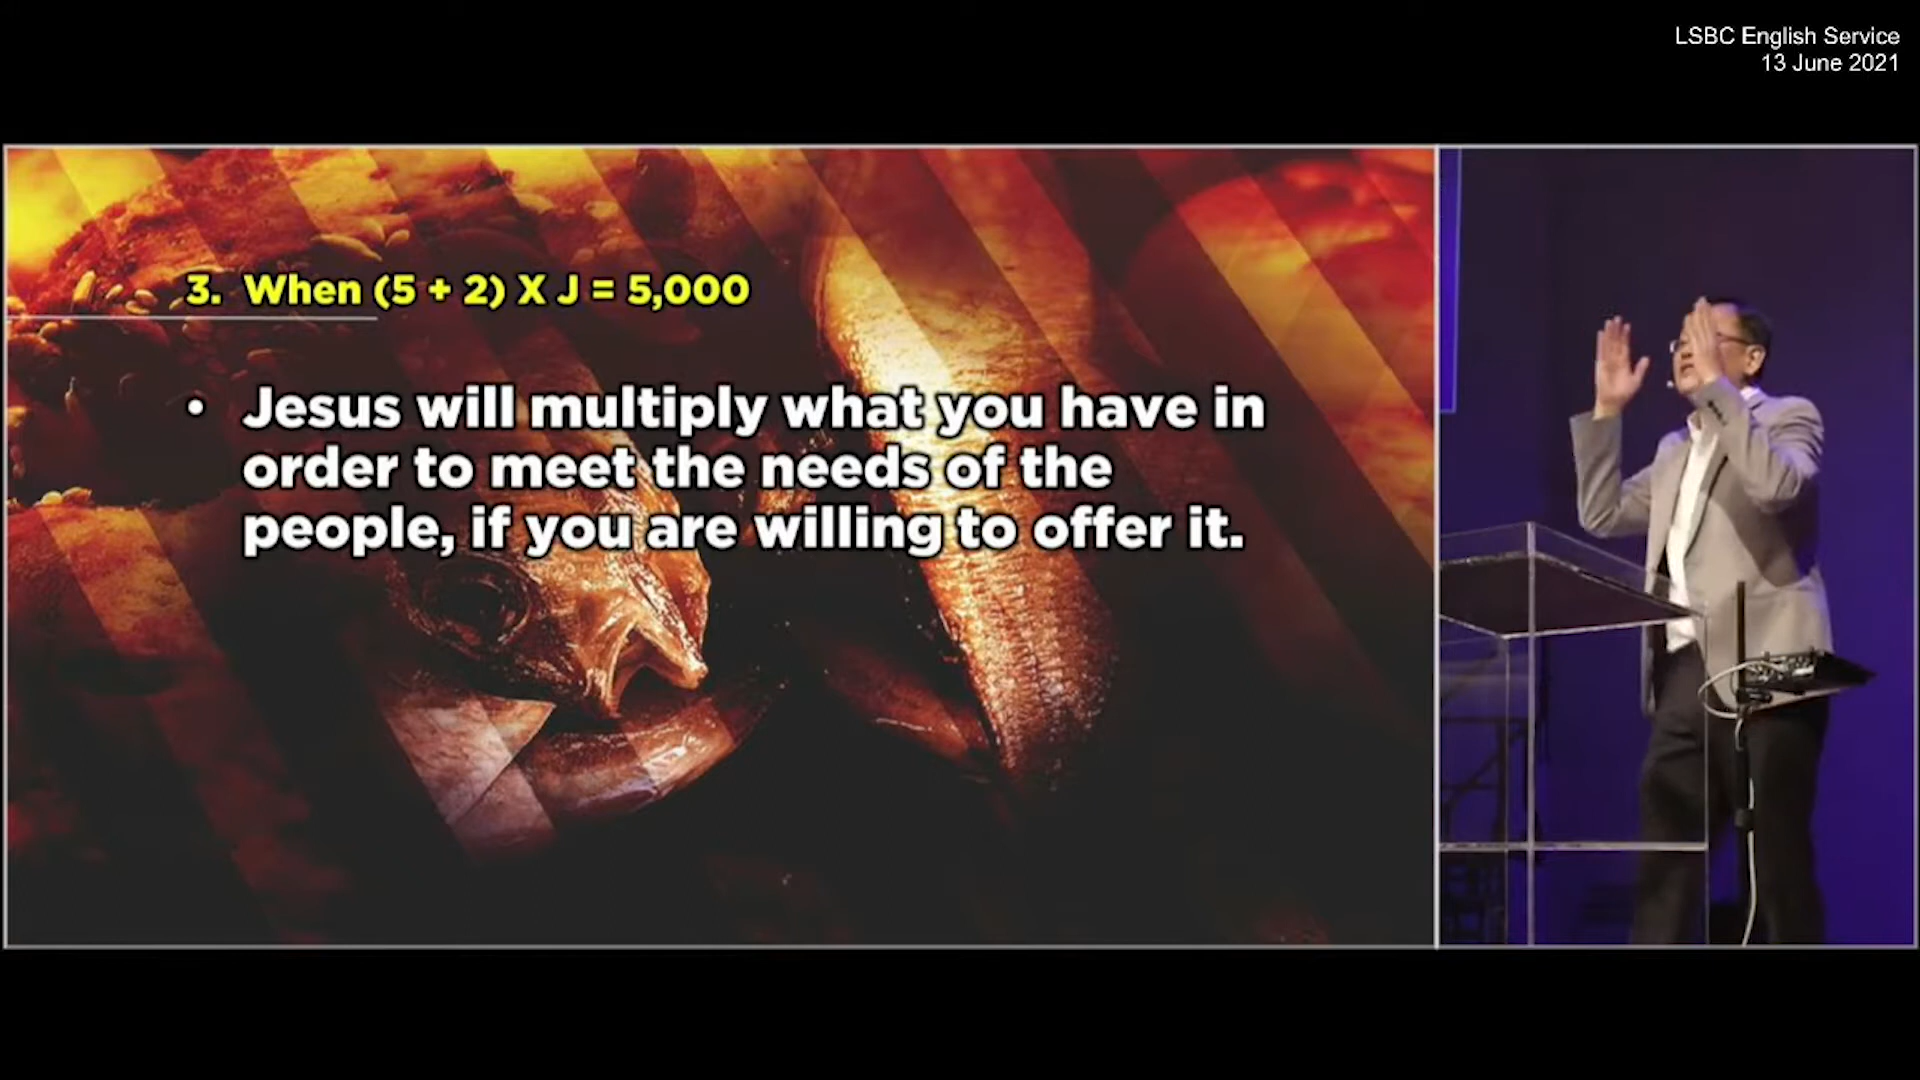 LSBC English Service
13 June 2021
3. When (5 + 2) X J = 5,000
• Jesus will multiply what you have in
order to meet the needs of the
people, if you are willing to offer it.